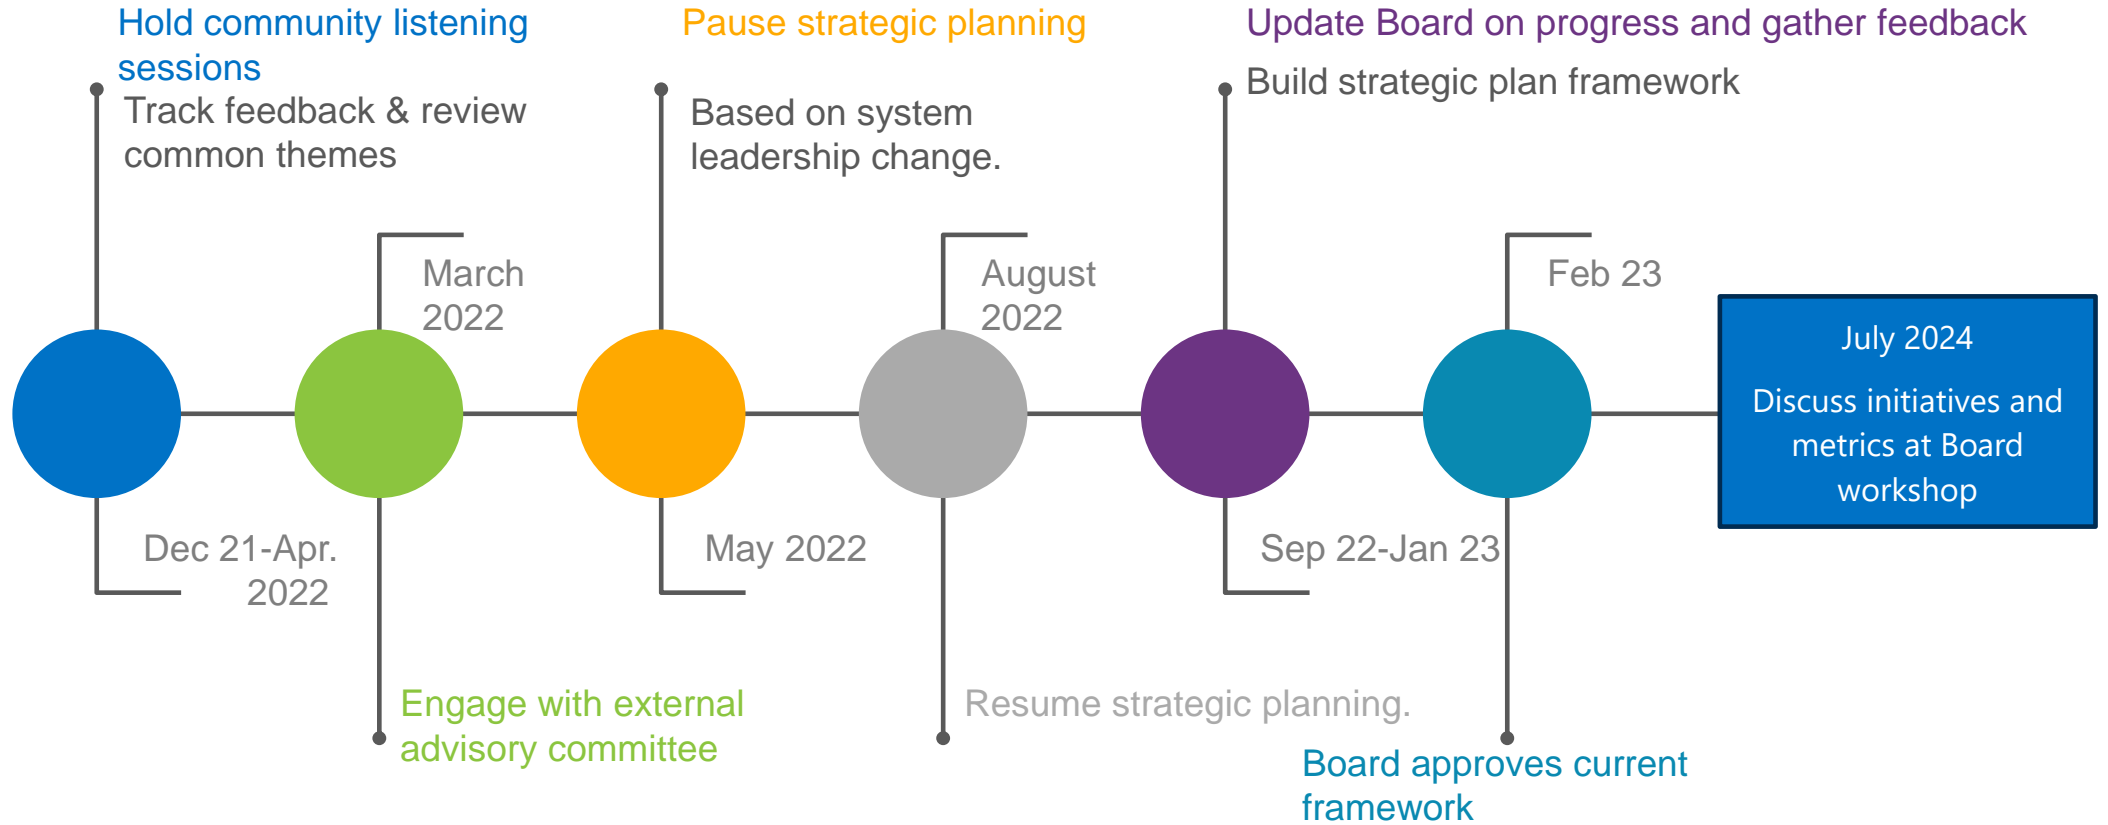 Hold community listening
sessions
Track feedback & review
common themes
Dec 21-Apr.
2022
March
2022
Engage with external
advisory committee
Pause strategic planning
Based on system
leadership change.
May 2022
August
2022
Resume strategic planning.
Update Board on progress and gather feedback
Build strategic plan framework
Sep 22-Jan 23
Feb 23
Board approves current
framework
July 2024
Discuss initiatives and
metrics at Board
workshop